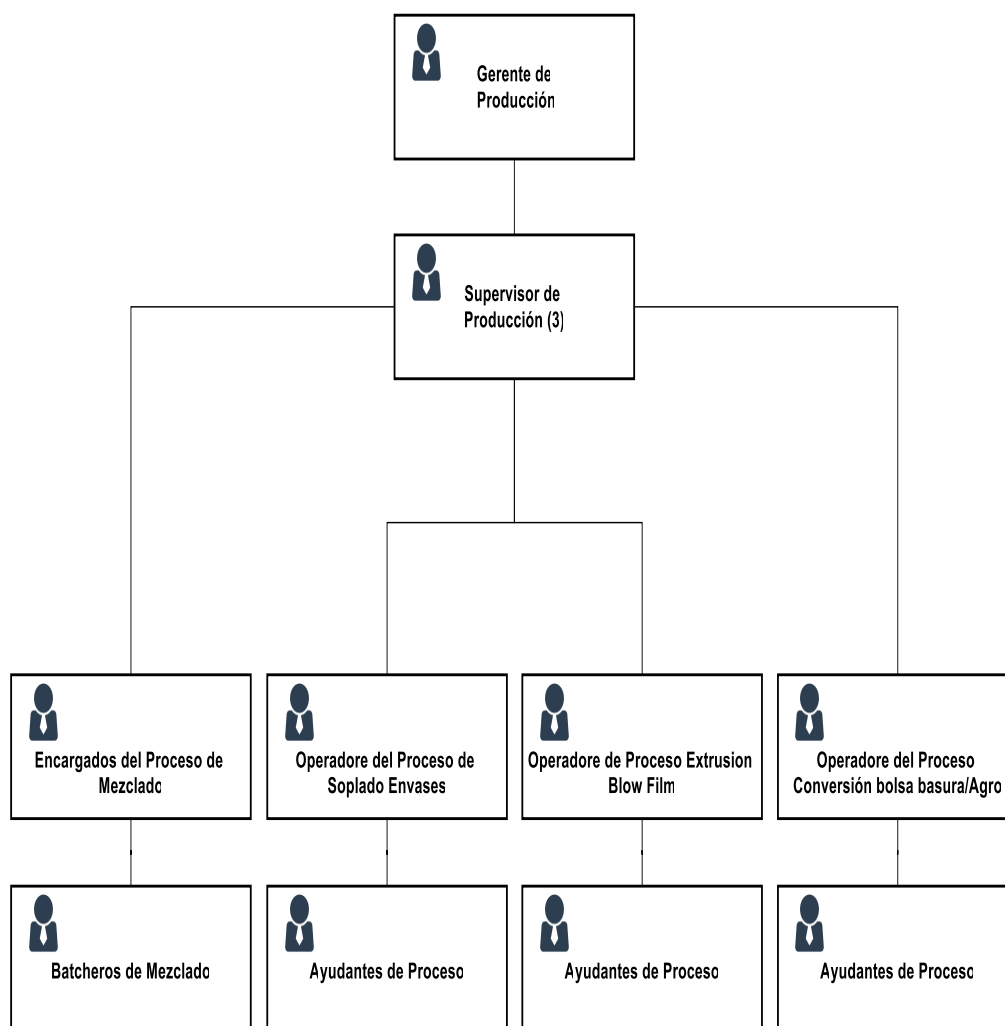 Gerente de
Producción
Supervisor de
Producción (3)
Encargados del Proceso de
Mezclado
Operadore del Proceso de
Soplado Envases
Operadore de Proceso Extrusion
Blow Film
Operadore del Proceso
Conversión bolsa basura/Agro
Batcheros de Mezclado
Ayudantes de Proceso
Ayudantes de Proceso
Ayudantes de Proceso